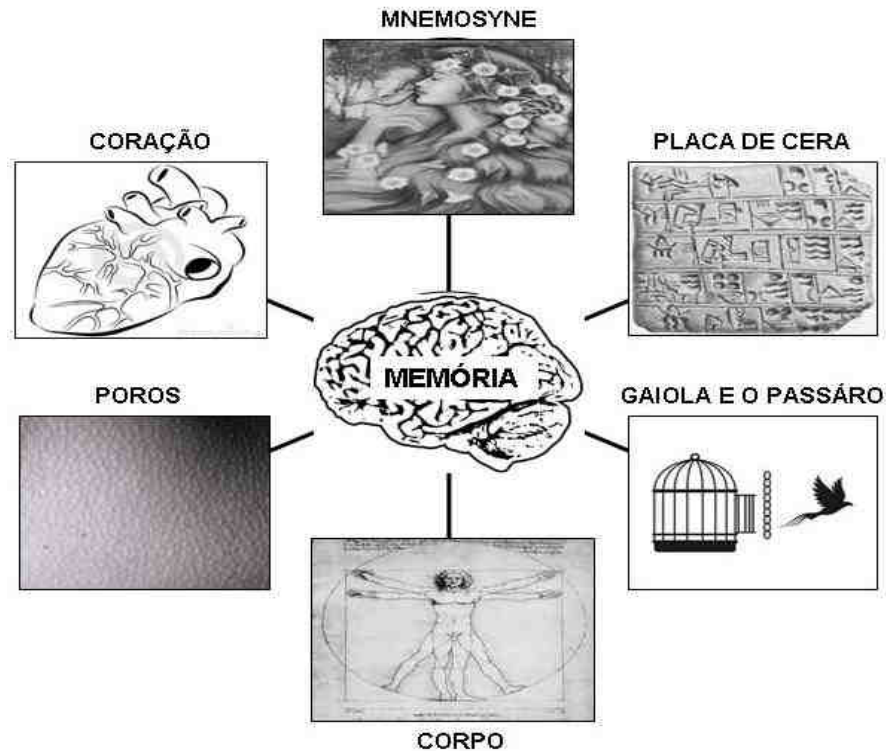 MNEMOSYNE
CORAÇÃO
PLACA DE CERA
MEMÓRIA
POROS
GAIOLA E O PASSÁRO
CORPO